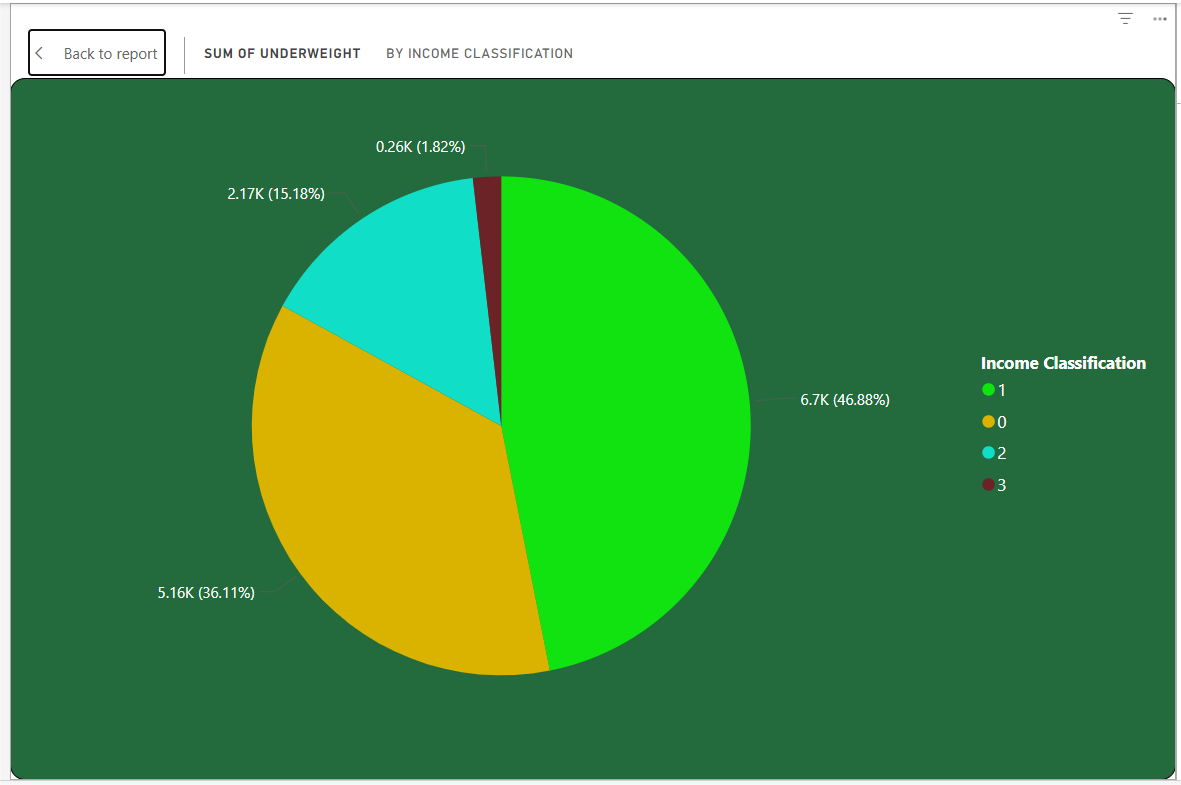 Back to report
SUM OF UNDERWEIGHT BY INCOME CLASSIFICATION
0.26K (1.82%)
2.17K (15.18%)
6.7K (46.88%)
5.16K (36.11%)
Income Classification
1
0
2
3